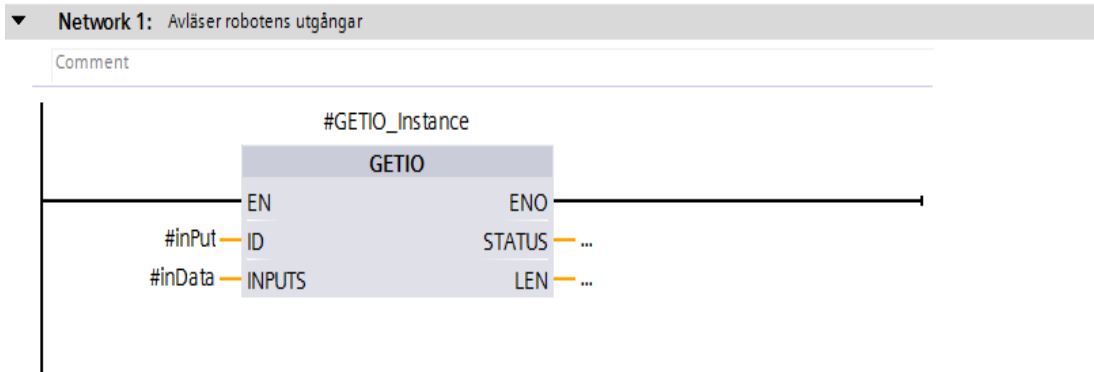 Network 1: Avläser robotens utgångar
Comment
#GETIO_Instance
GETIO
EN ENO
#inPut ID STATUS ...
#inData INPUTS LEN ...